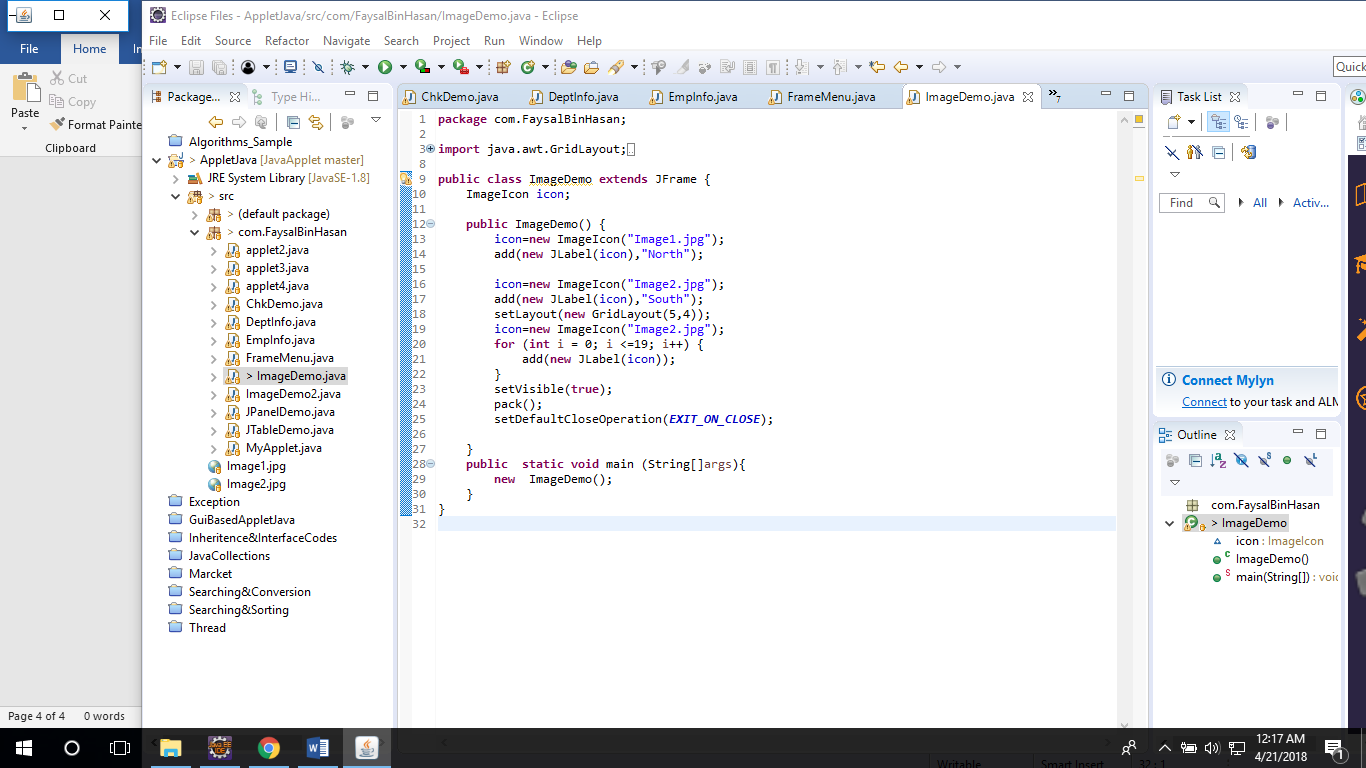 Eclipse Files - AppletJava/src/com/FaysalBinHasan/ImageDemo.java - Eclipse
File Home In
File Edit Source Refactor Navigate Search Project Run Window Help
Cut
Copy
Paste
Format Painte
Clipboard
Quick
Package...
Type Hi...
Algorithms_Sample
> AppletJava [JavaApplet master]
JRE System Library [JavaSE-1.8]
> src
> (default package)
> com.FaysalBinHasan
applet2.java
applet3.java
applet4.java
ChkDemo.java
DeptInfo.java
EmpInfo.java
FrameMenu.java
> ImageDemo.java
ImageDemo2.java
JPanelDemo.java
JTableDemo.java
MyApplet.java
Image1.jpg
Image2.jpg
Exception
GuiBasedAppletJava
Inheritence&InterfaceCodes
JavaCollections
Marcket
Searching&Conversion
Searching&Sorting
Thread
ChkDemo.java DeptInfo.java EmpInfo.java FrameMenu.java ImageDemo.java »7
1 package com.FaysalBinHasan;
2
3 import java.awt.GridLayout;
8
9 public class ImageDemo extends JFrame {
10 ImageIcon icon;
11
12 public ImageDemo() {
13 icon=new ImageIcon("Image1.jpg");
14 add(new JLabel(icon),"North");
15
16 icon=new ImageIcon("Image2.jpg");
17 add(new JLabel(icon),"South");
18 setLayout(new GridLayout(5,4));
19 icon=new ImageIcon("Image2.jpg");
20 for (int i = 0; i <=19; i++) {
21 add(new JLabel(icon));
22 }
23 setVisible(true);
24 pack();
25 setDefaultCloseOperation(EXIT_ON_CLOSE);
26
27 }
28 public  static void main (String[]args){
29 new  ImageDemo();
30 }
31 }
32
Task List
Find All Activ...
Connect Mylyn
Connect to your task and ALM
Outline
com.FaysalBinHasan
> ImageDemo
icon : ImageIcon
ImageDemo()
main(String[]) : void
Page 4 of 4 0 words
Writable Smart Insert 32 : 1
12:17 AM
4/21/2018
1